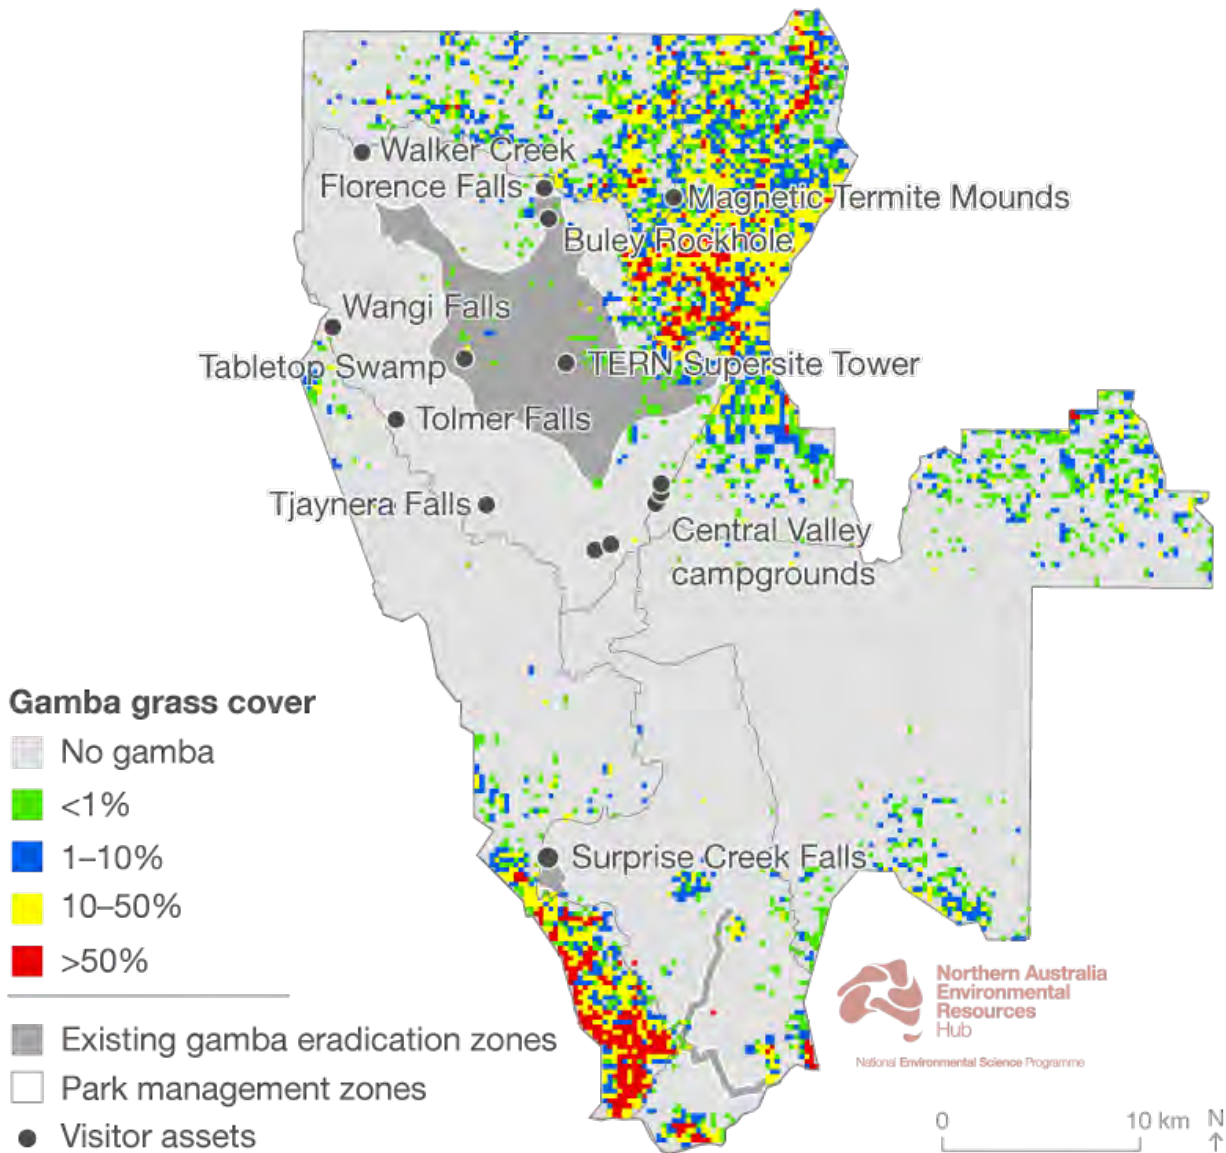 Walker Creek
Florence Falls
Magnetic Termite Mounds
Buley Rockhole
Wangi Falls
Tabletop Swamp
TERN Supersite Tower
Tolmer Falls
Tjaynera Falls
Central Valley
campgrounds
Gamba grass cover
No gamba
<1%
1–10%
10–50%
>50%
Surprise Creek Falls
Existing gamba eradication zones
Park management zones
Visitor assets
Northern Australia
Environmental
Resources
Hub
National Environmental Science Programme
0 10 km N